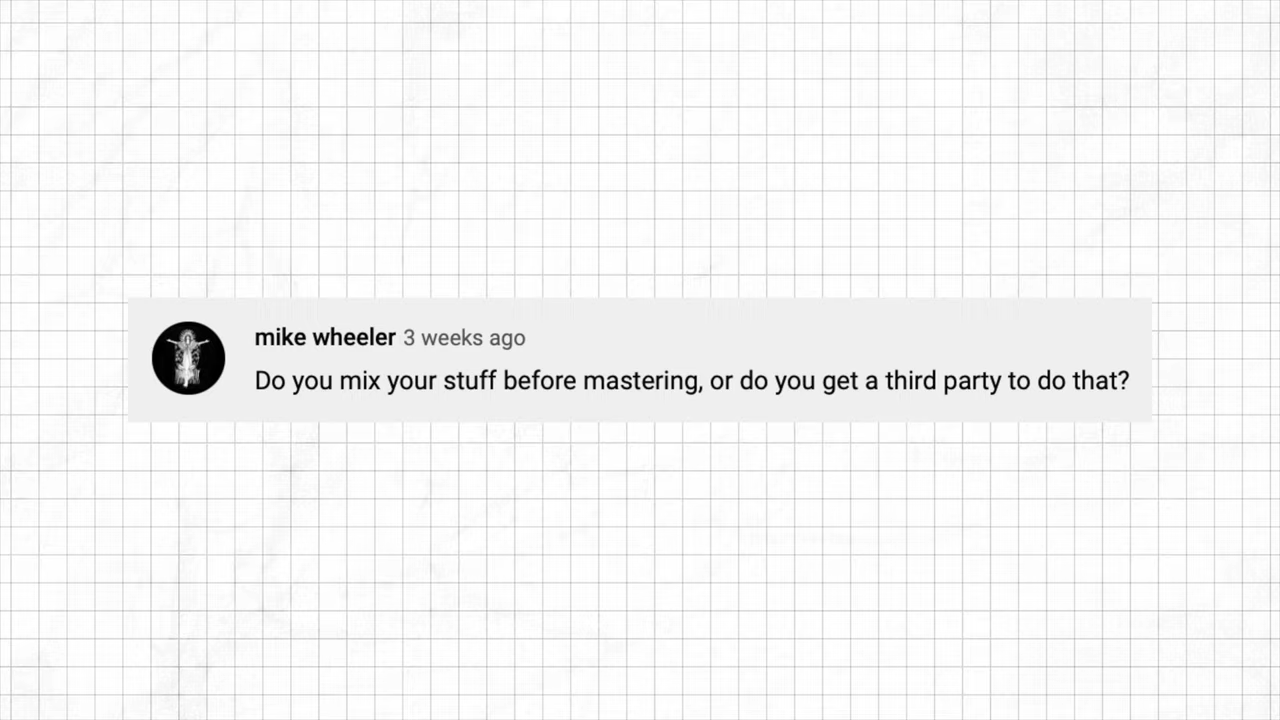 mike wheeler 3 weeks ago
Do you mix your stuff before mastering, or do you get a third party to do that?